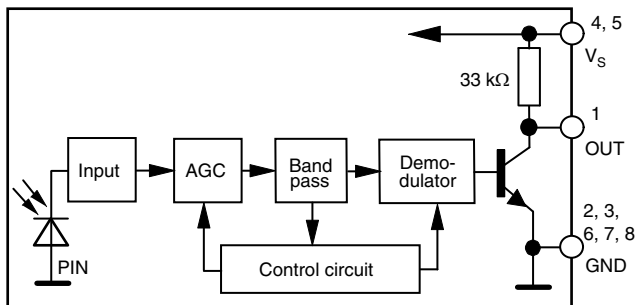 4, 5
V_S
33 kΩ
1
OUT
Input
AGC
Band
pass
Demo-
dulator
2, 3,
6, 7, 8
GND
PIN
Control circuit